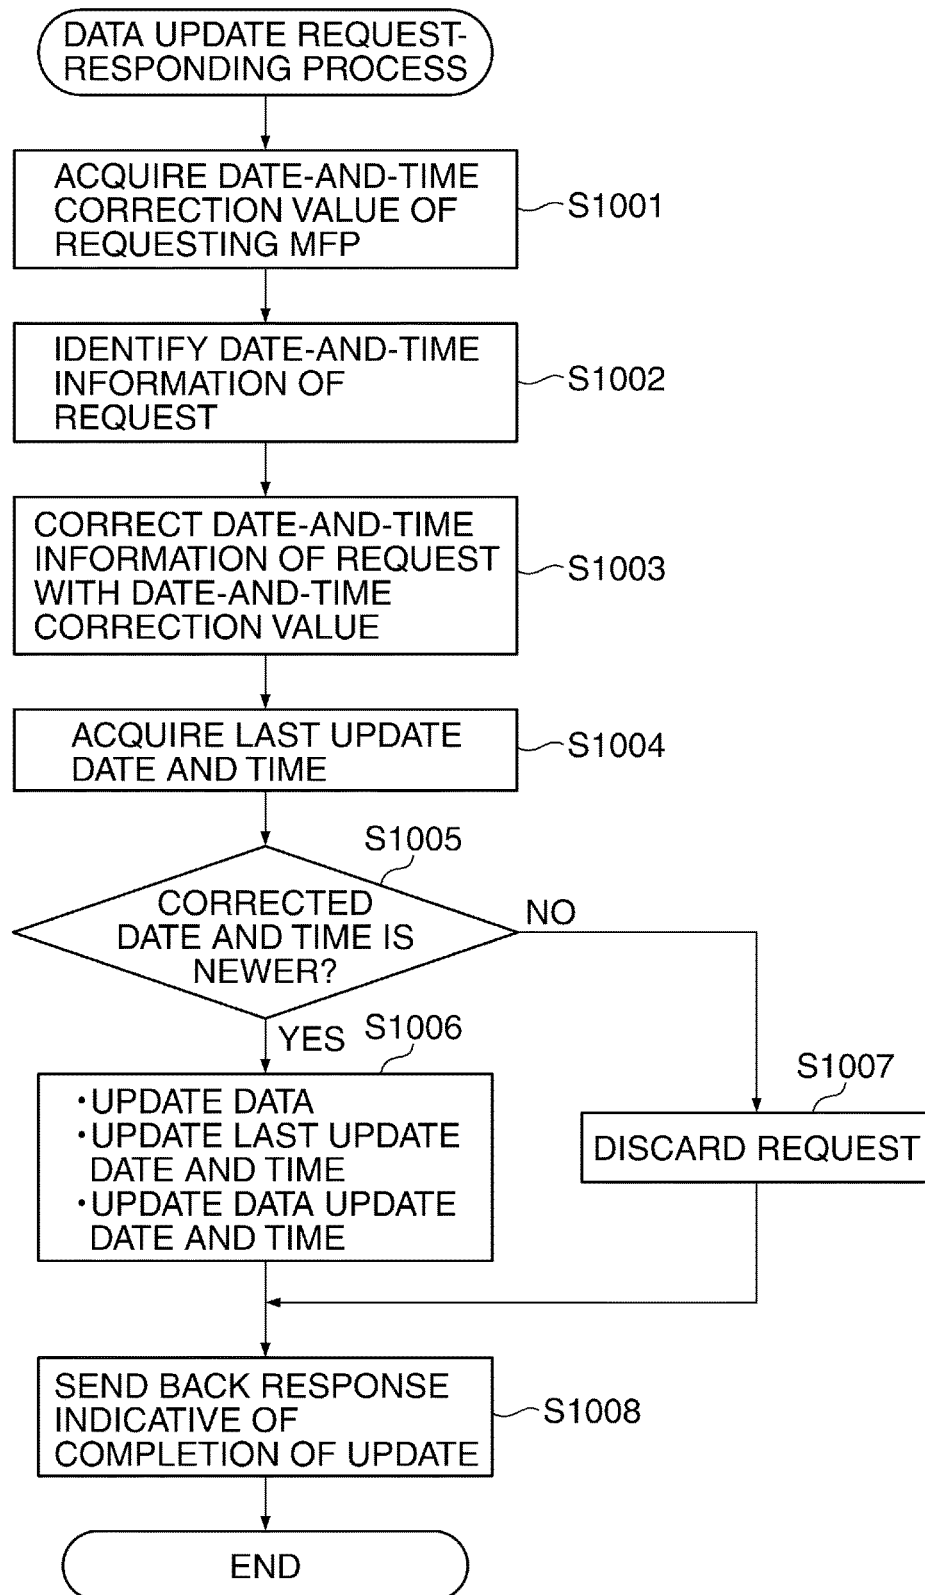 DATA UPDATE REQUEST-
RESPONDING PROCESS
ACQUIRE DATE-AND-TIME
CORRECTION VALUE OF
REQUESTING MFP
S1001
IDENTIFY DATE-AND-TIME
INFORMATION OF
REQUEST
S1002
CORRECT DATE-AND-TIME
INFORMATION OF REQUEST
WITH DATE-AND-TIME
CORRECTION VALUE
S1003
ACQUIRE LAST UPDATE
DATE AND TIME
S1004
S1005
CORRECTED
DATE AND TIME IS
NEWER?
NO
YES
S1006
・UPDATE DATA
・UPDATE LAST UPDATE
DATE AND TIME
・UPDATE DATA UPDATE
DATE AND TIME
S1007
DISCARD REQUEST
SEND BACK RESPONSE
INDICATIVE OF
COMPLETION OF UPDATE
S1008
END